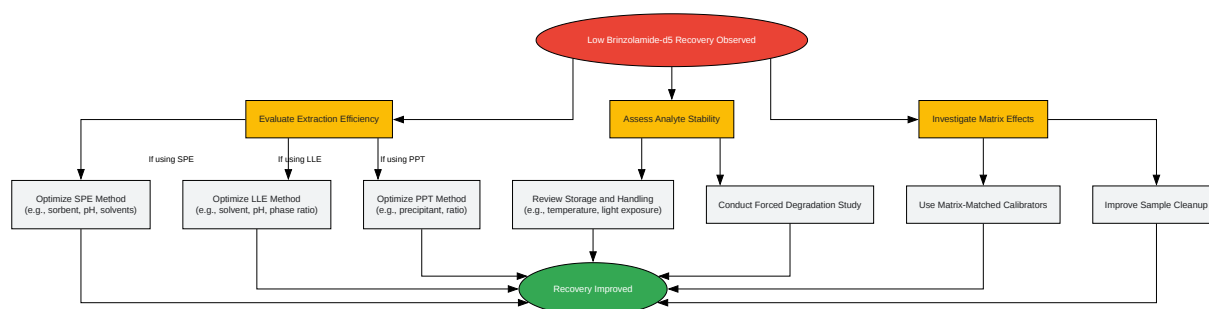 Low Brinzolamide-d5 Recovery Observed
Evaluate Extraction Efficiency
Assess Analyte Stability
Investigate Matrix Effects
If using SPE
If using LLE
If using PPT
Optimize SPE Method
(e.g., sorbent, pH, solvents)
Optimize LLE Method
(e.g., solvent, pH, phase ratio)
Optimize PPT Method
(e.g., precipitant, ratio)
Review Storage and Handling
(e.g., temperature, light exposure)
Conduct Forced Degradation Study
Use Matrix-Matched Calibrators
Improve Sample Cleanup
Recovery Improved